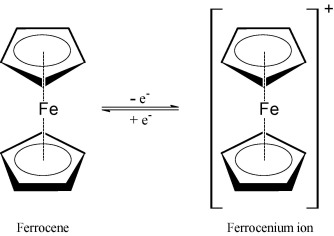 +
Fe
- e-
+ e-
Fe
Ferrocene
Ferrocenium ion